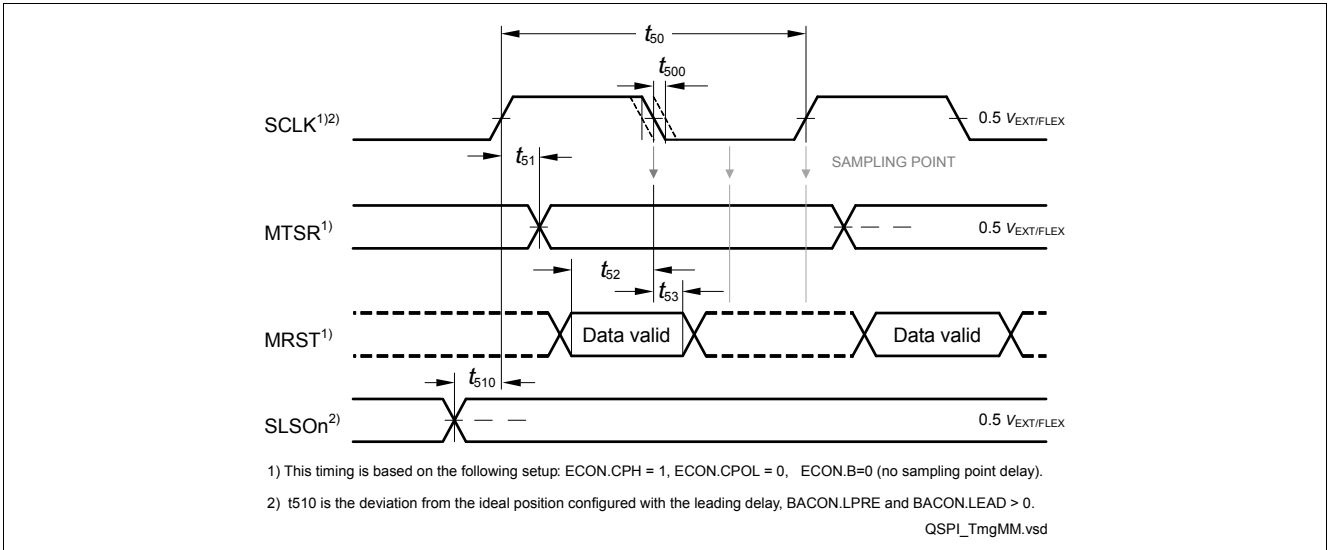 t50
t500
SCLK1)2)
0.5 VEXT/FLEX
t51
SAMPLING POINT
MTSR1)
0.5 VEXT/FLEX
t52
t53
MRST1)
Data valid
Data valid
t510
SLSOn2)
0.5 VEXT/FLEX
1) This timing is based on the following setup: ECON.CPH = 1, ECON.CPOL = 0, ECON.B=0 (no sampling point delay).
2) t510 is the deviation from the ideal position configured with the leading delay, BACON.LPRE and BACON.LEAD > 0.
QSPI_TmgMM.vsd